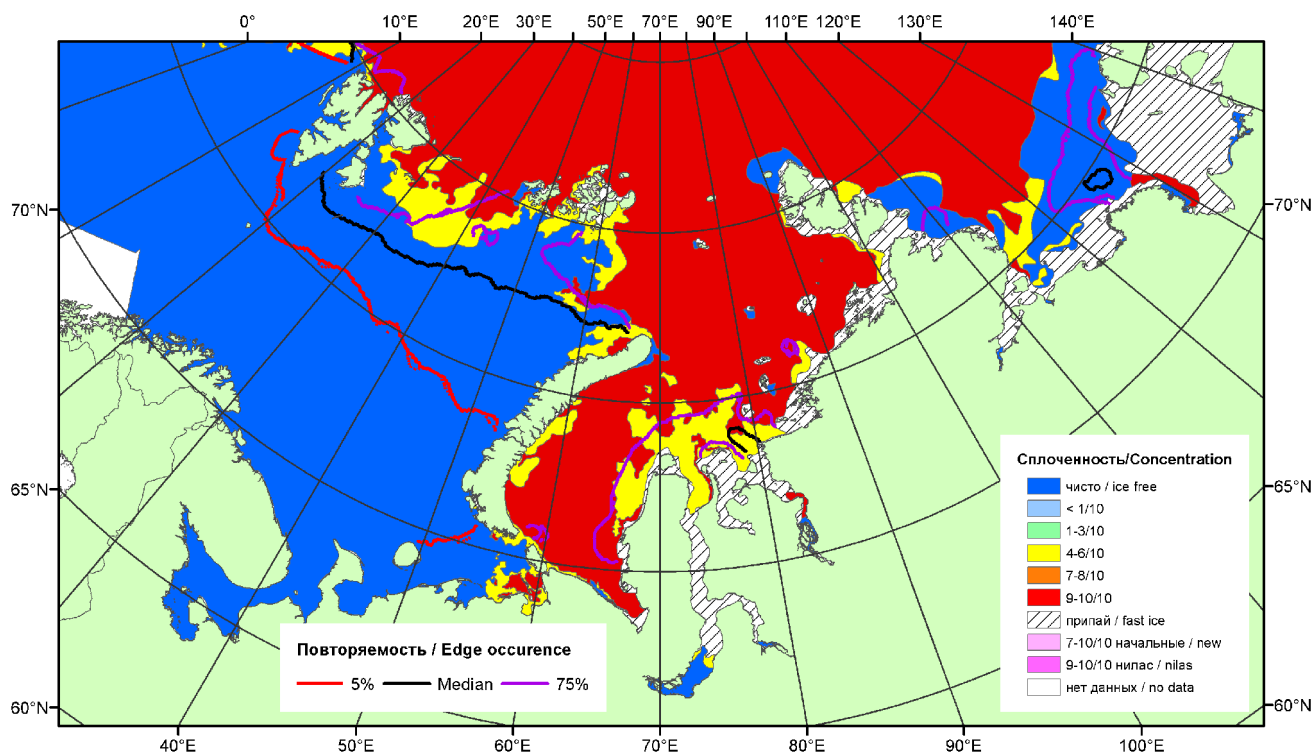 0° 10°E 20°E 30°E 50°E 70°E 90°E 110°E 120°E 130°E 140°E
70°N 70°N
65°N 65°N
60°N 60°N
Сплоченность/Concentration
чисто / ice free
< 1/10
1-3/10
4-6/10
7-8/10
9-10/10
припай / fast ice
7-10/10 начальные / new
9-10/10 нилас / nilas
нет данных / no data
Повторяемость / Edge occurence
5% Median 75%
40°E 50°E 60°E 70°E 80°E 90°E 100°E